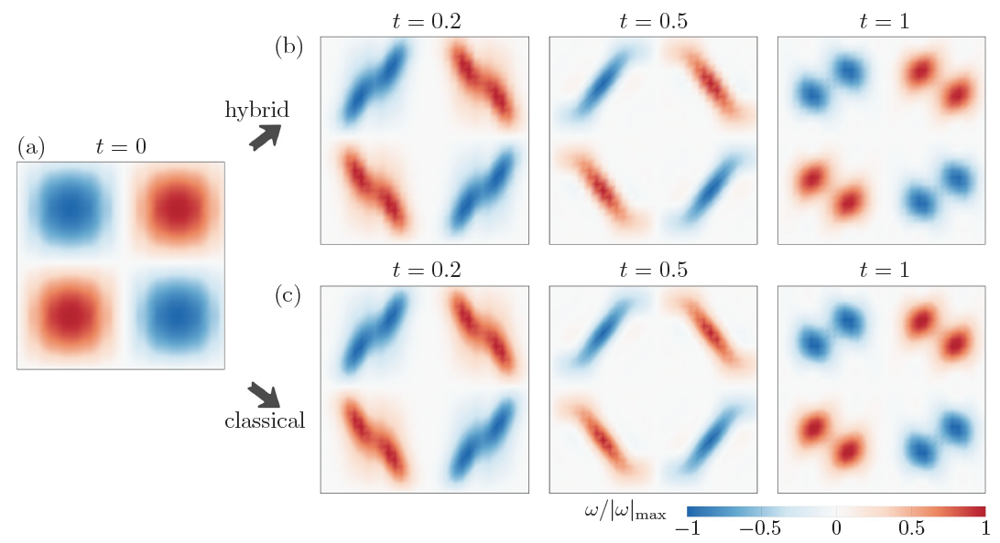 t = 0.2
t = 0.5
t = 1
(b)
hybrid
(a)
t = 0
t = 0.2
t = 0.5
t = 1
(c)
classical
ω/|ω|max
−1
−0.5
0
0.5
1